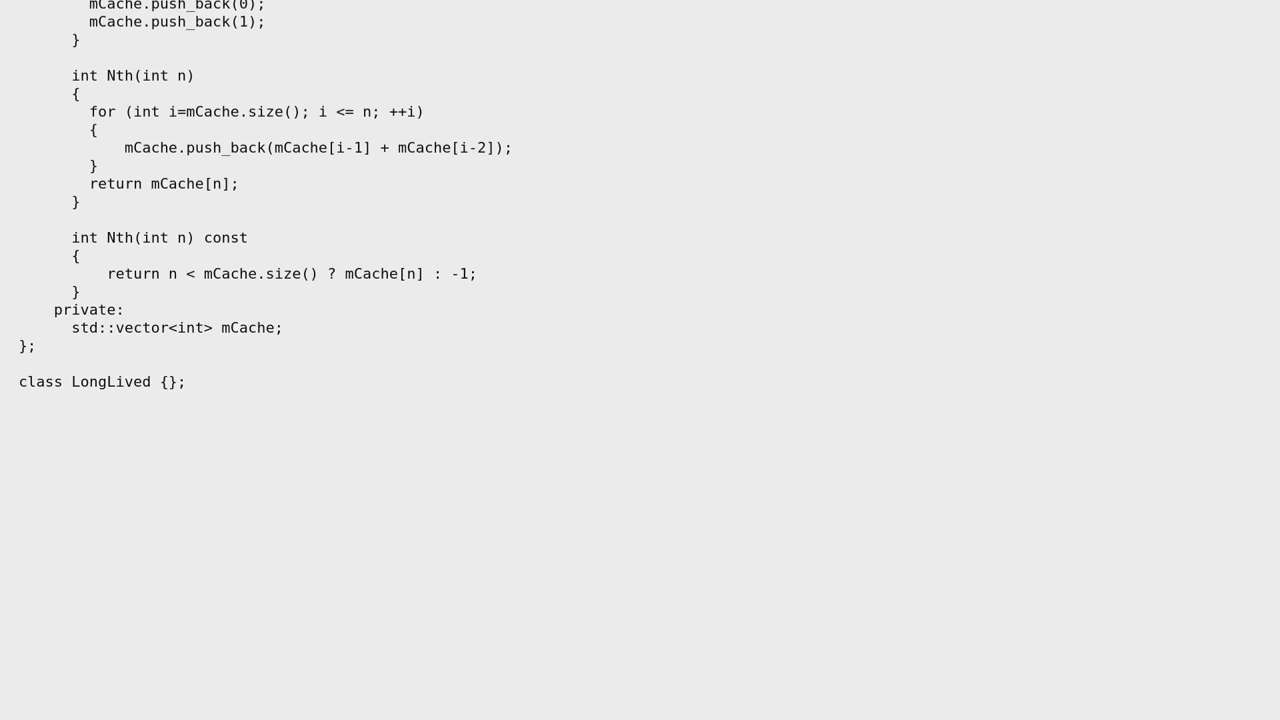 mCache.push_back(0);
mCache.push_back(1);
}
int Nth(int n)
{
for (int i=mCache.size(); i <= n; ++i)
{
mCache.push_back(mCache[i-1] + mCache[i-2]);
}
return mCache[n];
}
int Nth(int n) const
{
return n < mCache.size() ? mCache[n] : -1;
}
private:
std::vector<int> mCache;
};
class LongLived {};